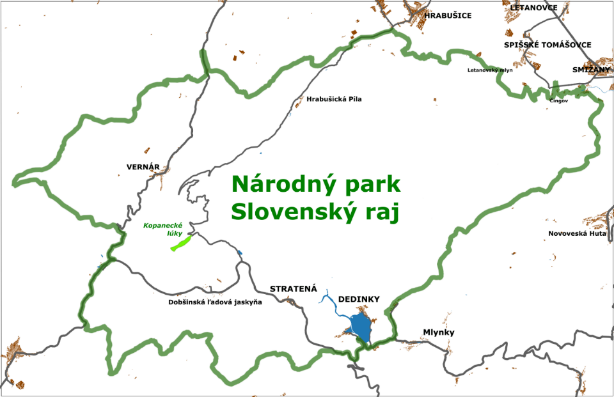 LETANOVCE
HRABUŠICE
SPIŠSKÉ TOMÁŠOVCE
Letanovský mlyn
SMIŽANY
Hrabušická Píla
Čingov
VERNÁR
Národný park
Slovenský raj
Kopanecké
lúky
Novoveská Huta
STRATENÁ
DEDINKY
Dobšinská ľadová jaskyňa
Mlynky